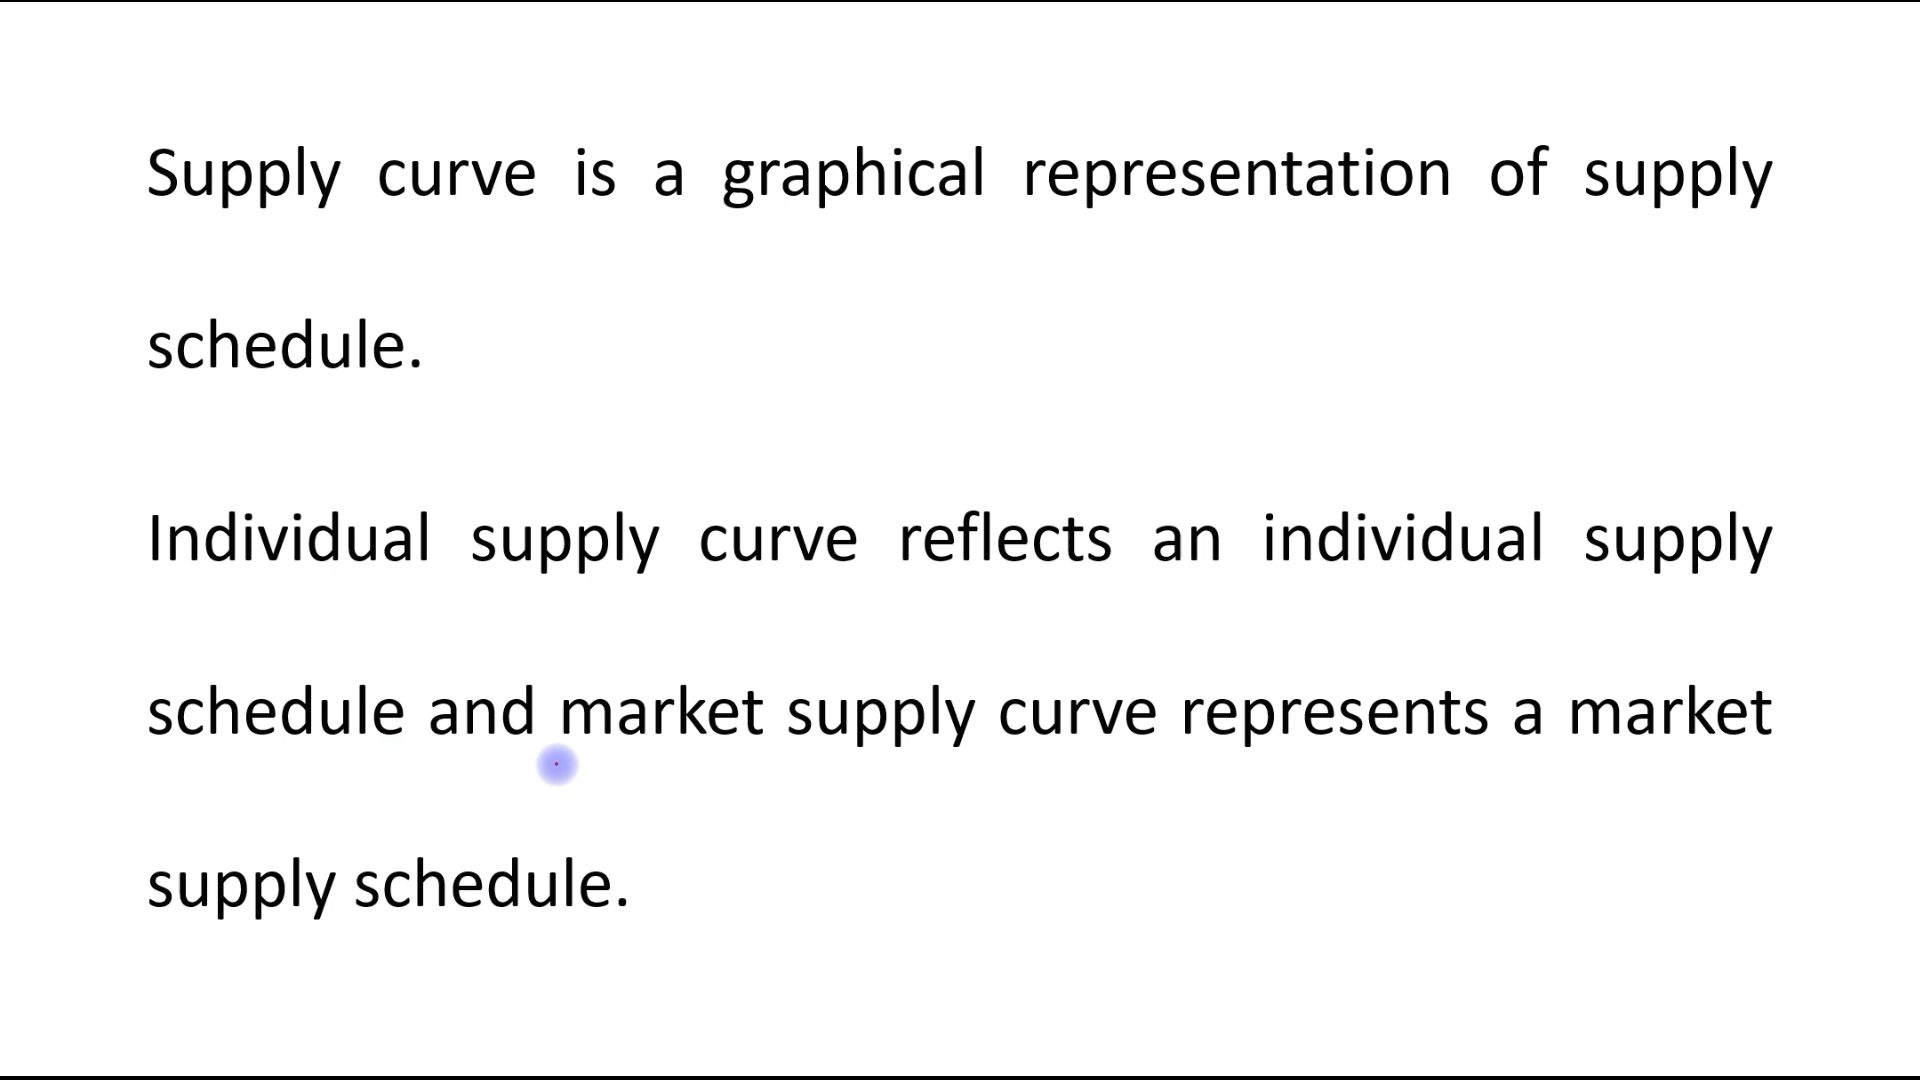 Supply curve is a graphical representation of supply
schedule.
Individual supply curve reflects an individual supply
schedule and market supply curve represents a market
supply schedule.